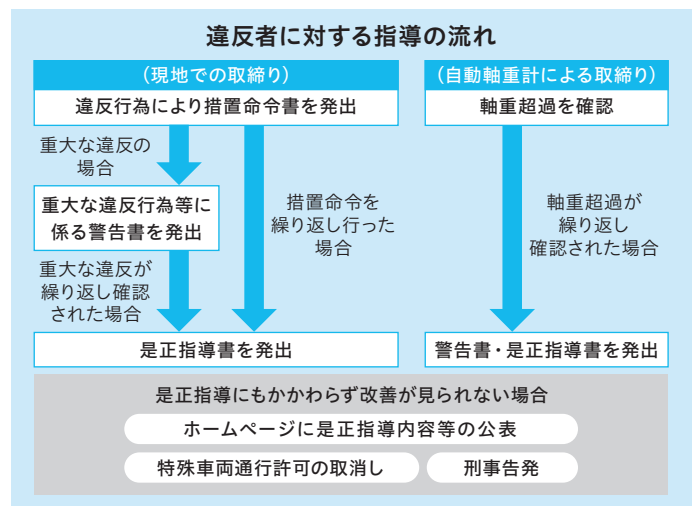 違反者に対する指導の流れ
(現地での取締り)
違反行為により措置命令書を発出
重大な違反の
場合
重大な違反行為等に
係る警告書を発出
重大な違反が
繰り返し確認
された場合
措置命令を
繰り返し行った
場合
是正指導書を発出
(自動軸重計による取締り)
軸重超過を確認
軸重超過が
繰り返し
確認された場合
警告書・是正指導書を発出
是正指導にもかかわらず改善が見られない場合
ホームページに是正指導内容等の公表
特殊車両通行許可の取消し
刑事告発